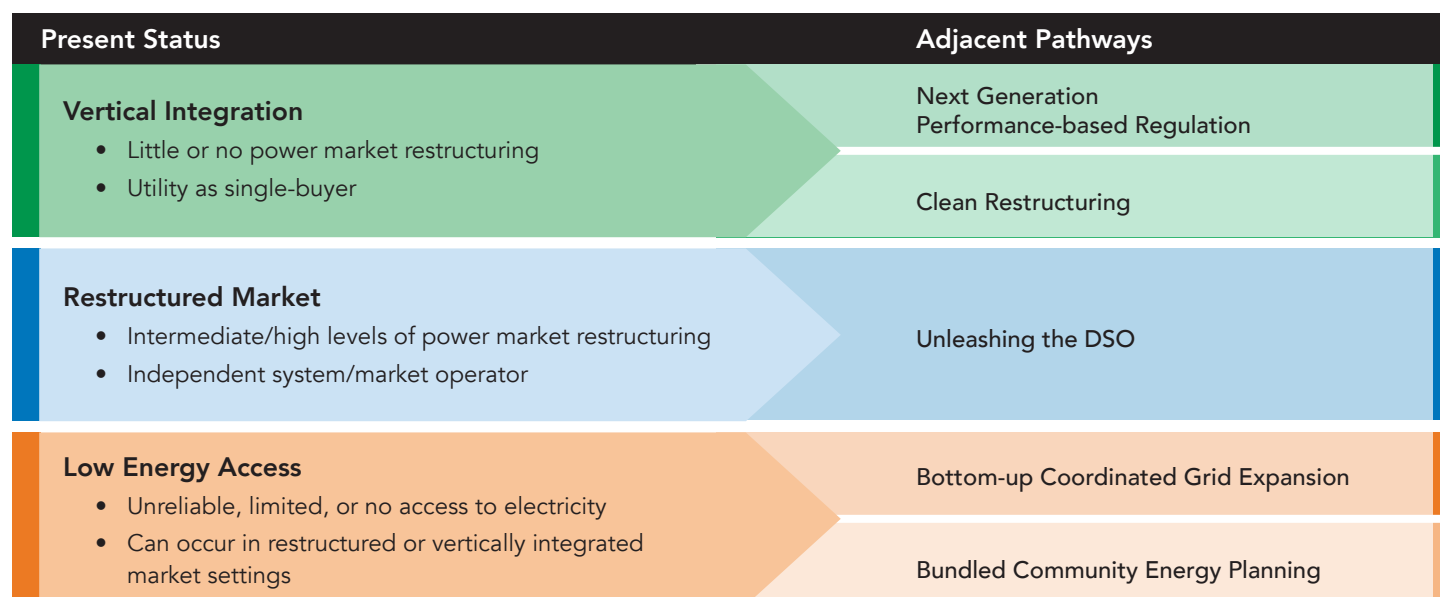 Present Status
Adjacent Pathways
Vertical Integration
• Little or no power market restructuring
• Utility as single-buyer
Next Generation
Performance-based Regulation
Clean Restructuring
Restructured Market
• Intermediate/high levels of power market restructuring
• Independent system/market operator
Unleashing the DSO
Low Energy Access
• Unreliable, limited, or no access to electricity
• Can occur in restructured or vertically integrated
market settings
Bottom-up Coordinated Grid Expansion
Bundled Community Energy Planning